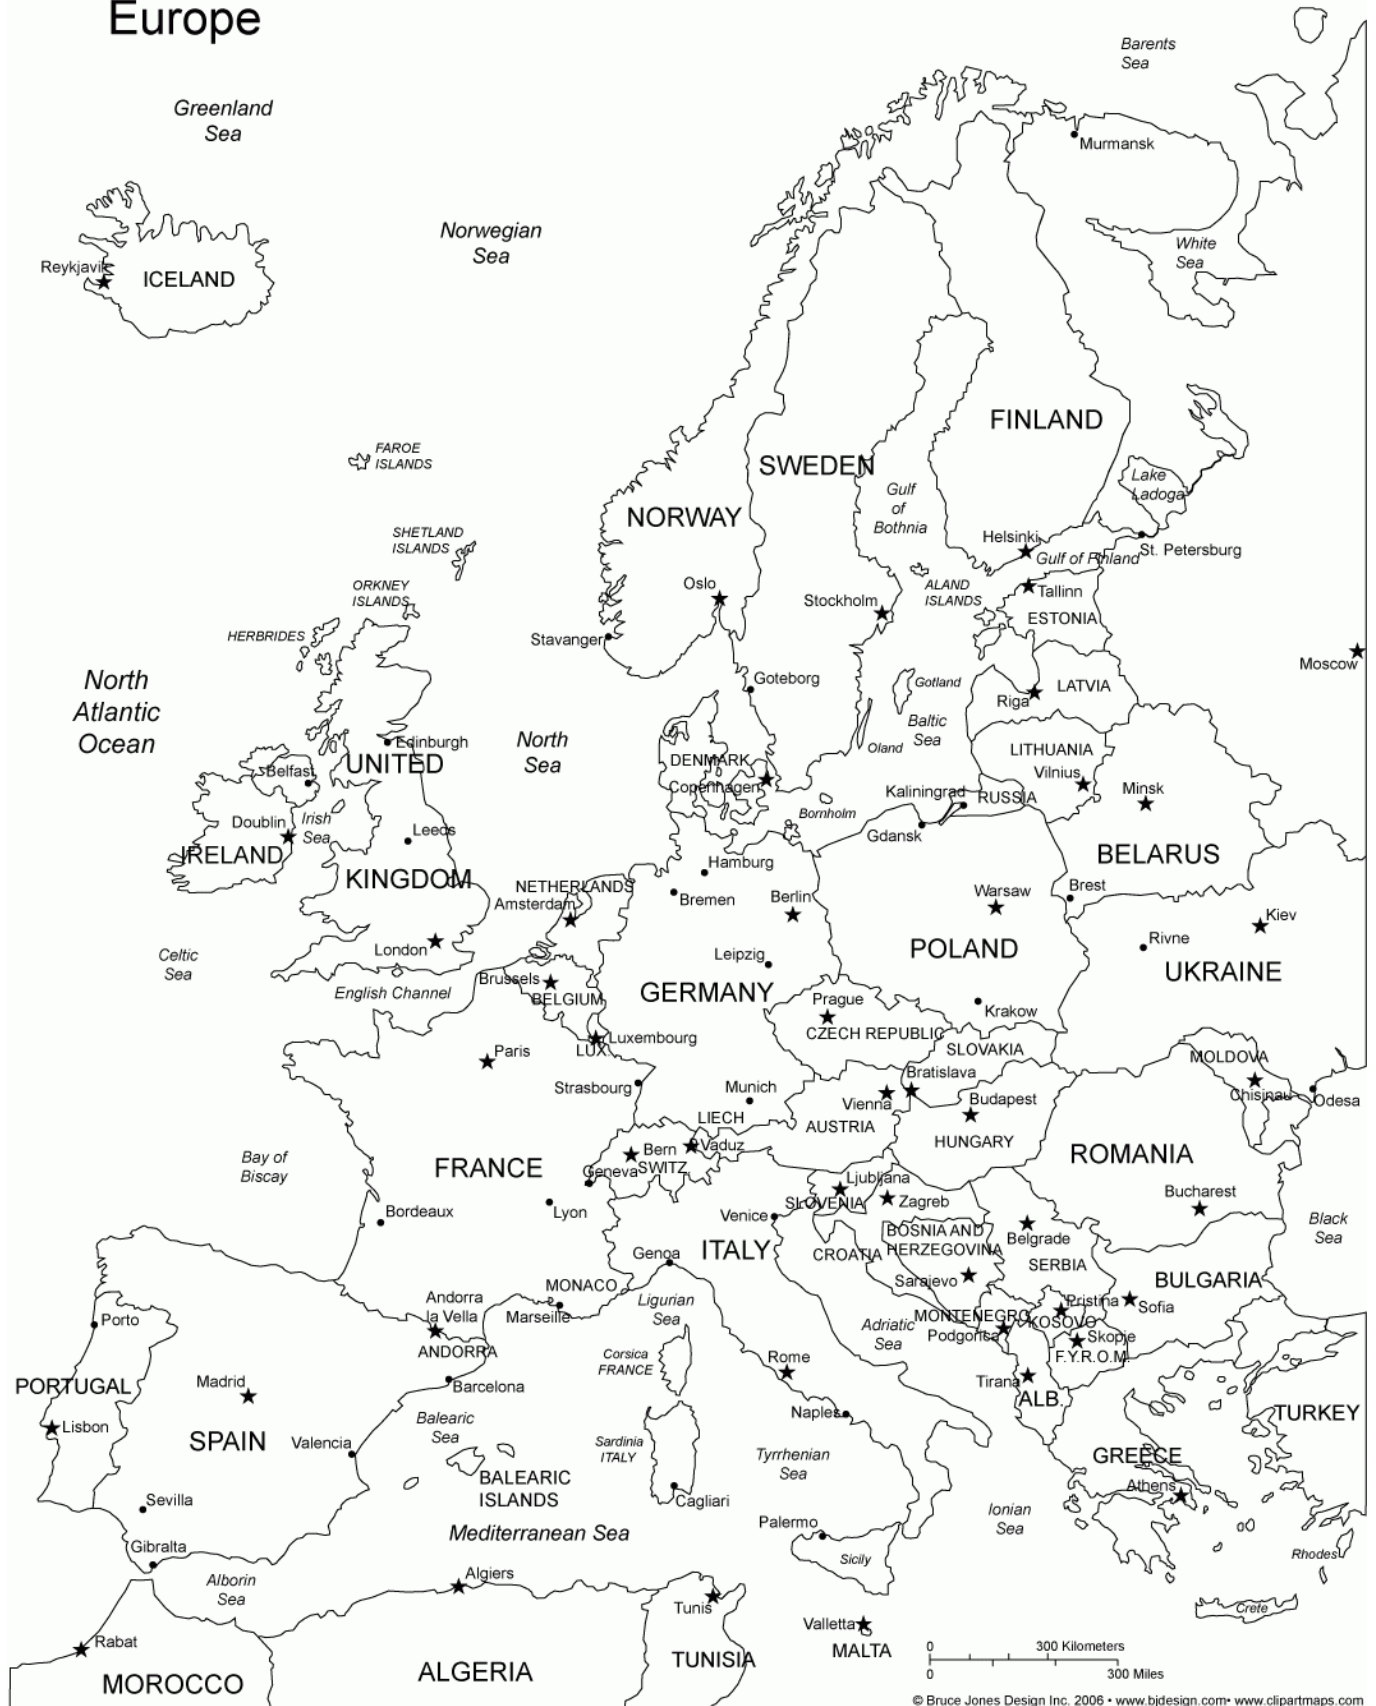 Europe
Barents
Sea
Greenland
Sea
Murmansk
Norwegian
Sea
White
Sea
Reykjavik
ICELAND
FINLAND
FAROE
ISLANDS
SWEDEN
Lake
Ladoga
Gulf
of
Bothnia
NORWAY
SHETLAND
ISLANDS
Helsinki
Gulf of Finland
St. Petersburg
ORKNEY
ISLANDS
Oslo
ALAND
ISLANDS
Tallinn
Stockholm
ESTONIA
HERBRIDES
Stavanger
Moscow
North
Atlantic
Ocean
Goteborg
Gotland
LATVIA
Riga
Baltic
Sea
Edinburgh
North
Sea
Oland
LITHUANIA
UNITED
DENMARK
Belfast
Vilnius
Copenhagen
Kaliningrad
RUSSIA
Minsk
Bornholm
Doublin
Irish
Sea
Leeds
Gdansk
IRELAND
BELARUS
Hamburg
KINGDOM
NETHERLANDS
Amsterdam
Bremen
Berlin
Warsaw
Brest
Kiev
London
Rivne
POLAND
Celtic
Sea
Leipzig
UKRAINE
Brussels
BELGIUM
English Channel
GERMANY
Prague
Krakow
CZECH REPUBLIC
Luxembourg
LUX.
Paris
SLOVAKIA
MOLDOVA
Bratislava
Strasbourg
Munich
Vienna
Budapest
Chisinau
Odesa
LIECH
AUSTRIA
HUNGARY
Bern
Vaduz
ROMANIA
Bay of
Biscay
FRANCE
Geneva
SWITZ.
Ljubljana
SLOVENIA
Zagreb
Bucharest
Bordeaux
Lyon
Venice
BOSNIA AND
HERZEGOVINA
Belgrade
Black
Sea
ITALY
CROATIA
Genoa
SERBIA
Sarajevo
BULGARIA
MONACO
Andorra
la Vella
Marseille
Ligurian
Sea
Pristina
Sofia
MONTENEGRO
KOSOVO
Podgorica
Skopje
Porto
Adriatic
Sea
ANDORRA
F.Y.R.O.M.
Corsica
FRANCE
Rome
PORTUGAL
Madrid
Barcelona
Tirana
ALB.
Lisbon
Balearic
Sea
Naples
TURKEY
SPAIN
Valencia
Sardinia
ITALY
Tyrrhenian
Sea
GREECE
BALEARIC
ISLANDS
Athens
Sevilla
Cagliari
Ionian
Sea
Mediterranean Sea
Palermo
Gibralta
Sicily
Rhodes
Algiers
Alborin
Sea
Tunis
Crete
Valletta
MALTA
Rabat
0 300 Kilometers
0 300 Miles
TUNISIA
ALGERIA
MOROCCO
© Bruce Jones Design Inc. 2006 • www.bjdesign.com• www.clipartmaps.com